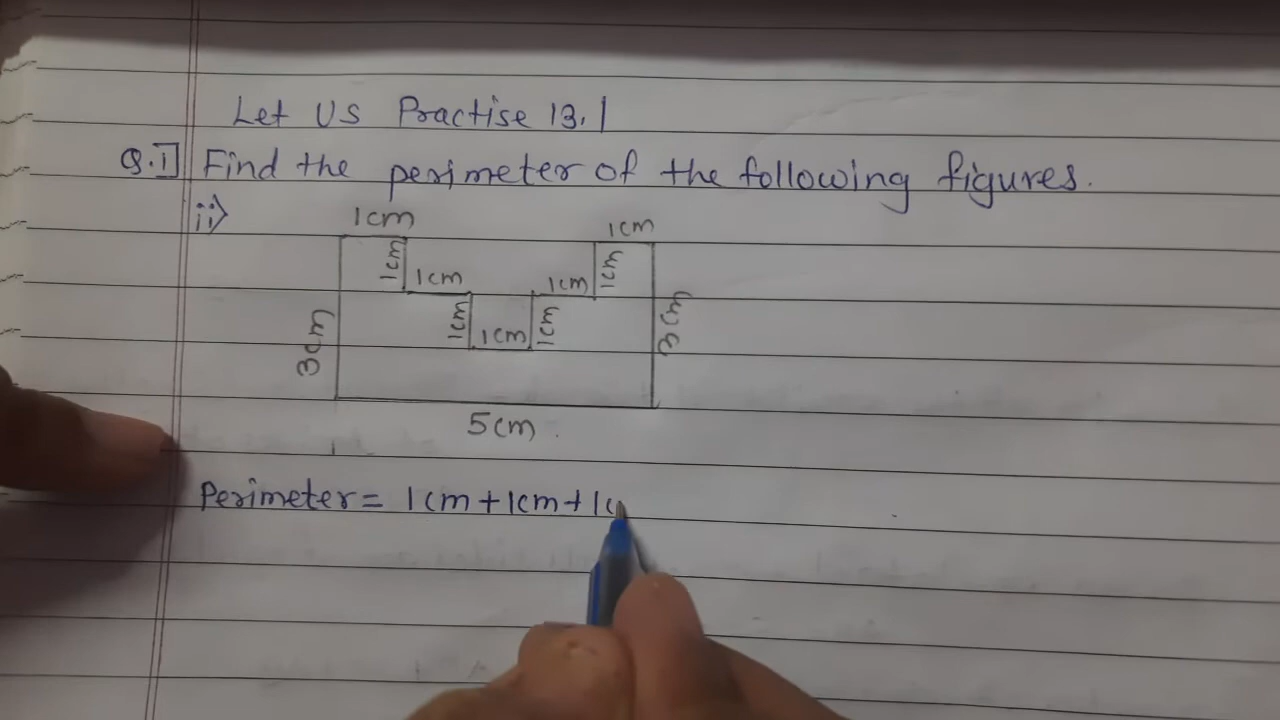 Let Us Practise 13.1
Q.1] Find the perimeter of the following figures.
ii>
1cm 1cm
1cm 1cm 1cm 1cm
3cm 1cm 1cm 1cm 3cm
5cm
Perimeter = 1cm + 1cm + 1c